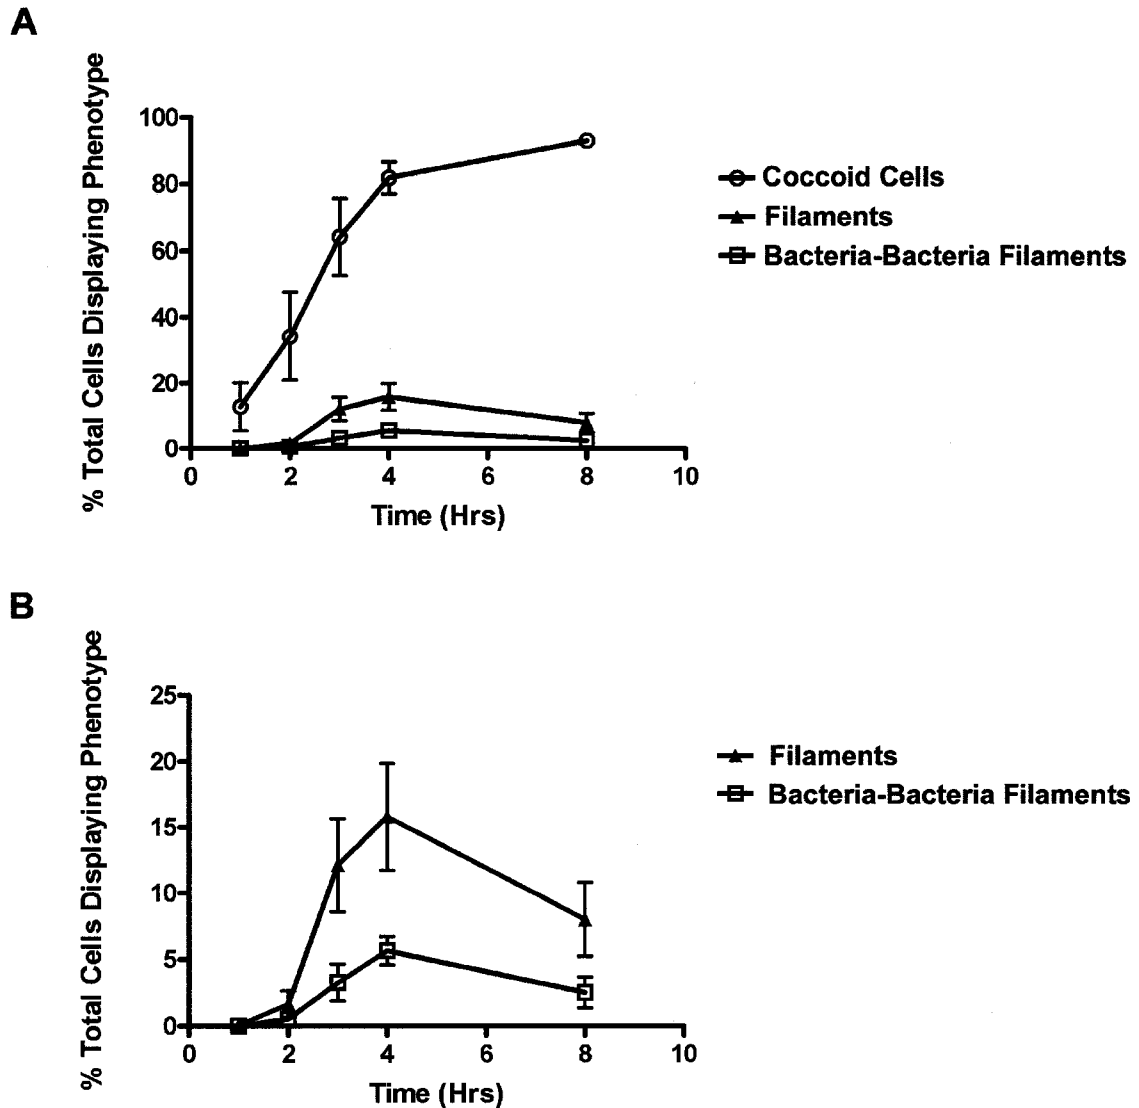 A
% Total Cells Displaying Phenotype
100
80
60
40
20
0
0 2 4 6 8 10
Time (Hrs)
Coccoid Cells
Filaments
Bacteria-Bacteria Filaments
B
% Total Cells Displaying Phenotype
25
20
15
10
5
0
0 2 4 6 8 10
Time (Hrs)
Filaments
Bacteria-Bacteria Filaments